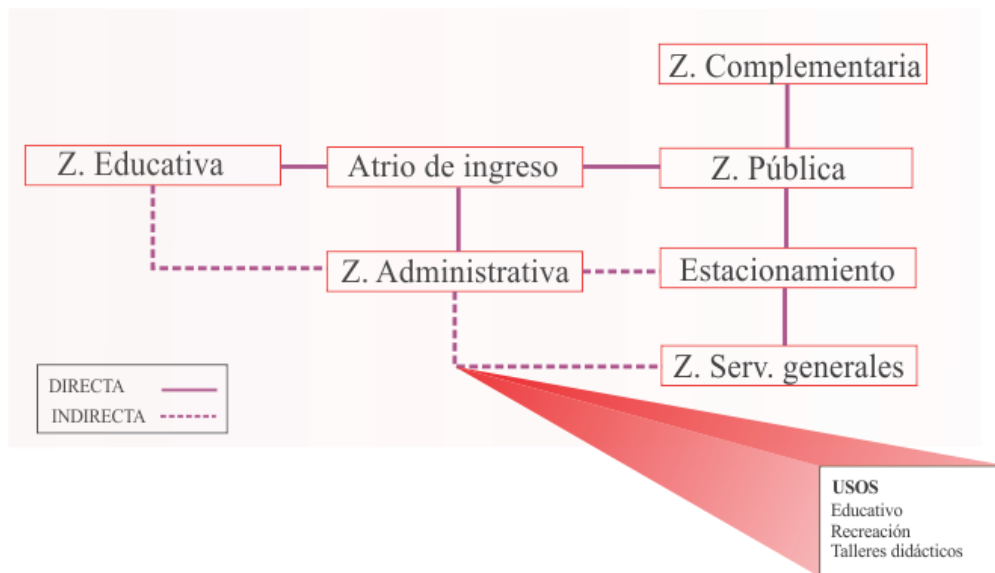 Z. Complementaria
Z. Educativa
Atrio de ingreso
Z. Pública
Z. Administrativa
Estacionamiento
Z. Serv. generales
DIRECTA
INDIRECTA
USOS
Educativo
Recreación
Talleres didácticos